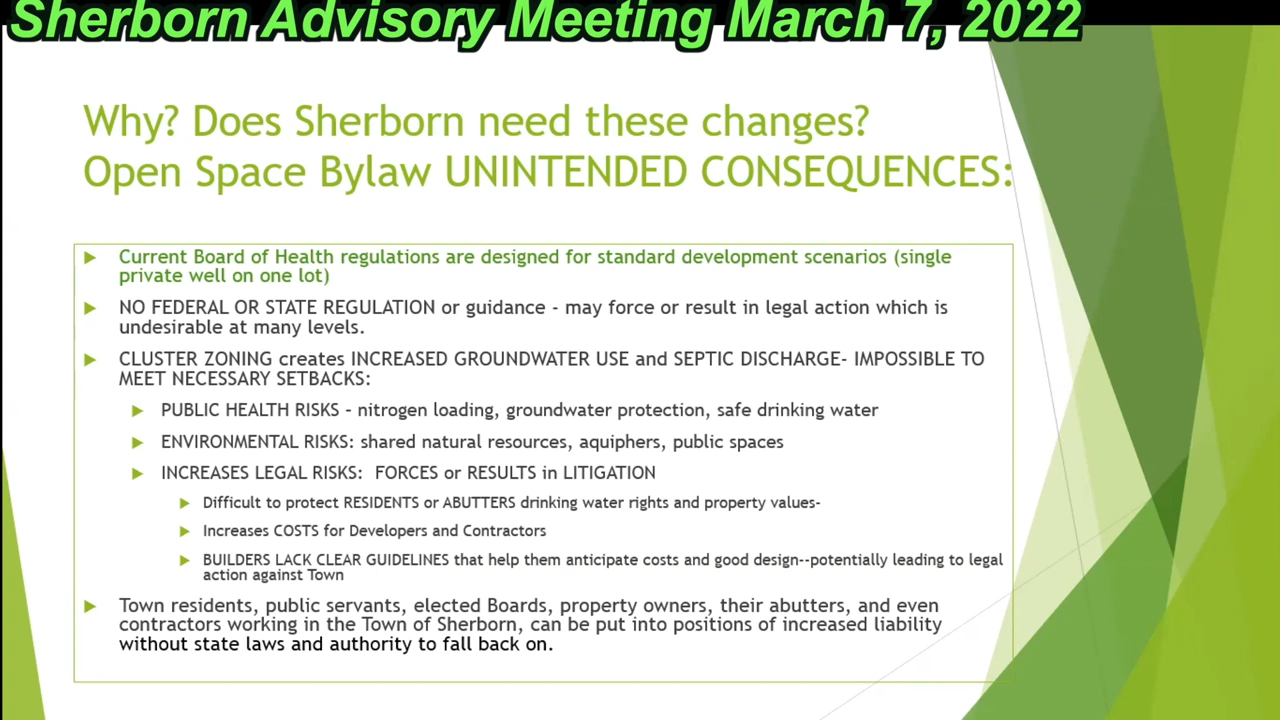 Sherborn Advisory Meeting March 7, 2022
Why? Does Sherborn need these changes?
Open Space Bylaw UNINTENDED CONSEQUENCES:
Current Board of Health regulations are designed for standard development scenarios (single
private well on one lot)
NO FEDERAL OR STATE REGULATION or guidance - may force or result in legal action which is
undesirable at many levels.
CLUSTER ZONING creates INCREASED GROUNDWATER USE and SEPTIC DISCHARGE- IMPOSSIBLE TO
MEET NECESSARY SETBACKS:
PUBLIC HEALTH RISKS - nitrogen loading, groundwater protection, safe drinking water
ENVIRONMENTAL RISKS: shared natural resources, aquiphers, public spaces
INCREASES LEGAL RISKS: FORCES or RESULTS in LITIGATION
Difficult to protect RESIDENTS or ABUTTERS drinking water rights and property values-
Increases COSTS for Developers and Contractors
BUILDERS LACK CLEAR GUIDELINES that help them anticipate costs and good design--potentially leading to legal
action against Town
Town residents, public servants, elected Boards, property owners, their abutters, and even
contractors working in the Town of Sherborn, can be put into positions of increased liability
without state laws and authority to fall back on.